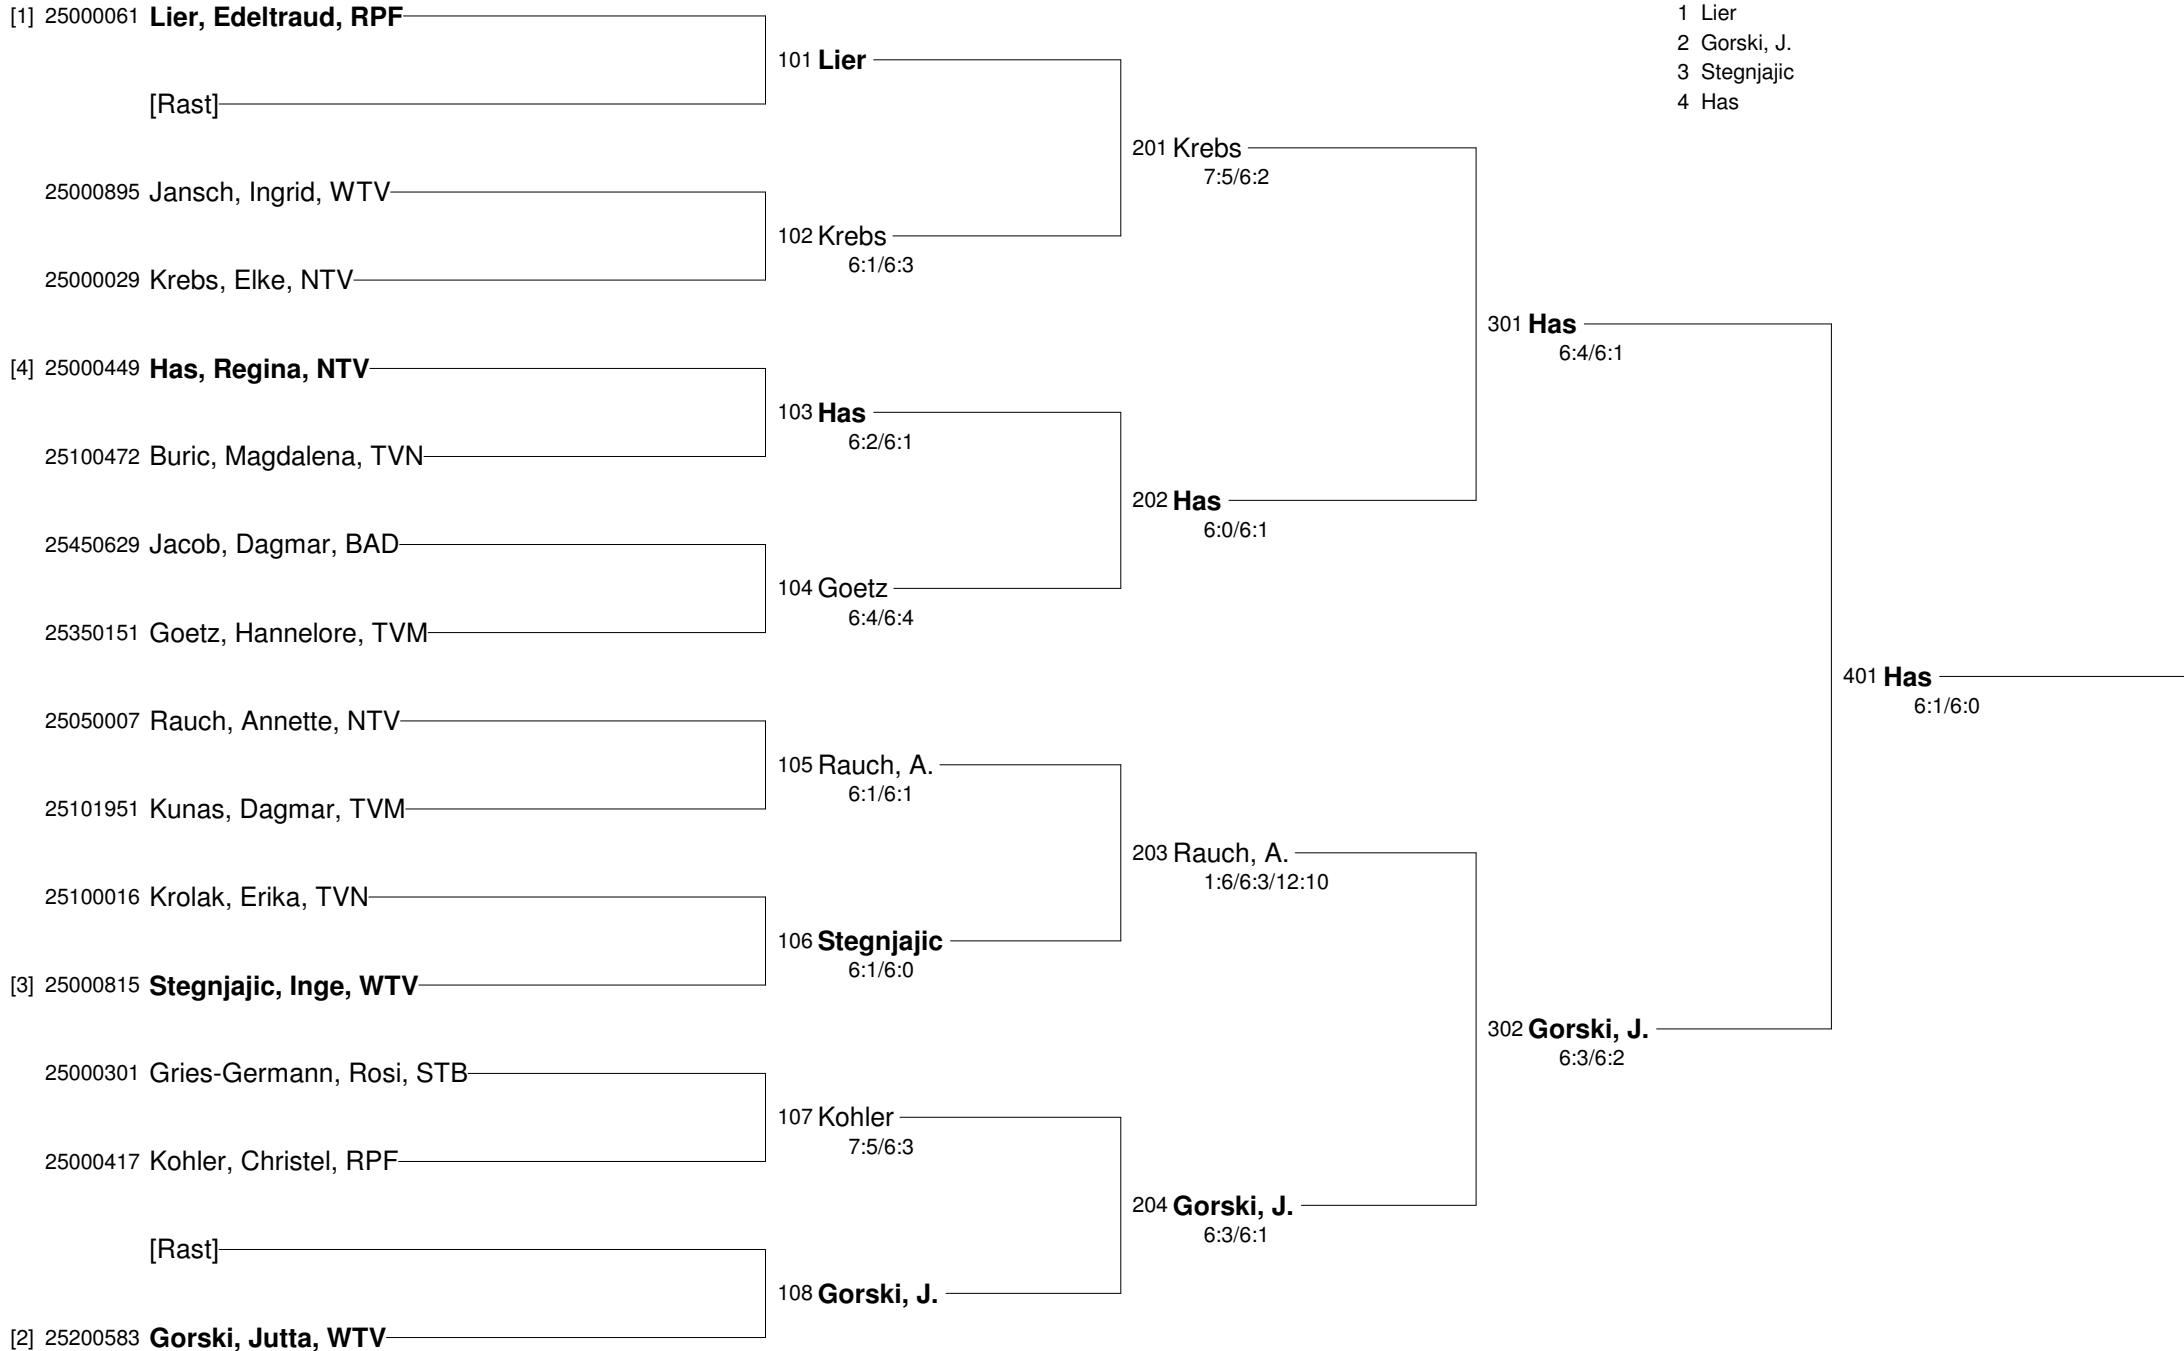 [1] 25000061 Lier, Edeltraud, RPF
[Rast]
25000895 Jansch, Ingrid, WTV
25000029 Krebs, Elke, NTV
[4] 25000449 Has, Regina, NTV
25100472 Buric, Magdalena, TVN
25450629 Jacob, Dagmar, BAD
25350151 Goetz, Hannelore, TVM
25050007 Rauch, Annette, NTV
25101951 Kunas, Dagmar, TVM
25100016 Krolak, Erika, TVN
[3] 25000815 Stegnjajic, Inge, WTV
25000301 Gries-Germann, Rosi, STB
25000417 Kohler, Christel, RPF
[Rast]
[2] 25200583 Gorski, Jutta, WTV
101 Lier
102 Krebs
6:1/6:3
103 Has
6:2/6:1
104 Goetz
6:4/6:4
105 Rauch, A.
6:1/6:1
106 Stegnjajic
6:1/6:0
107 Kohler
7:5/6:3
108 Gorski, J.
201 Krebs
7:5/6:2
202 Has
6:0/6:1
203 Rauch, A.
1:6/6:3/12:10
204 Gorski, J.
6:3/6:1
301 Has
6:4/6:1
302 Gorski, J.
6:3/6:2
401 Has
6:1/6:0
1 Lier
2 Gorski, J.
3 Stegnjajic
4 Has